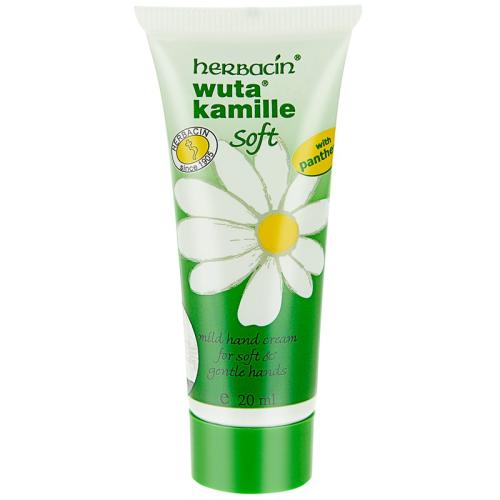 herbacin®
wuta®
kamille
soft
HERBACIN
since 1905
with
panthe
mild hand cream
for soft &
gentle hands
e 20 ml